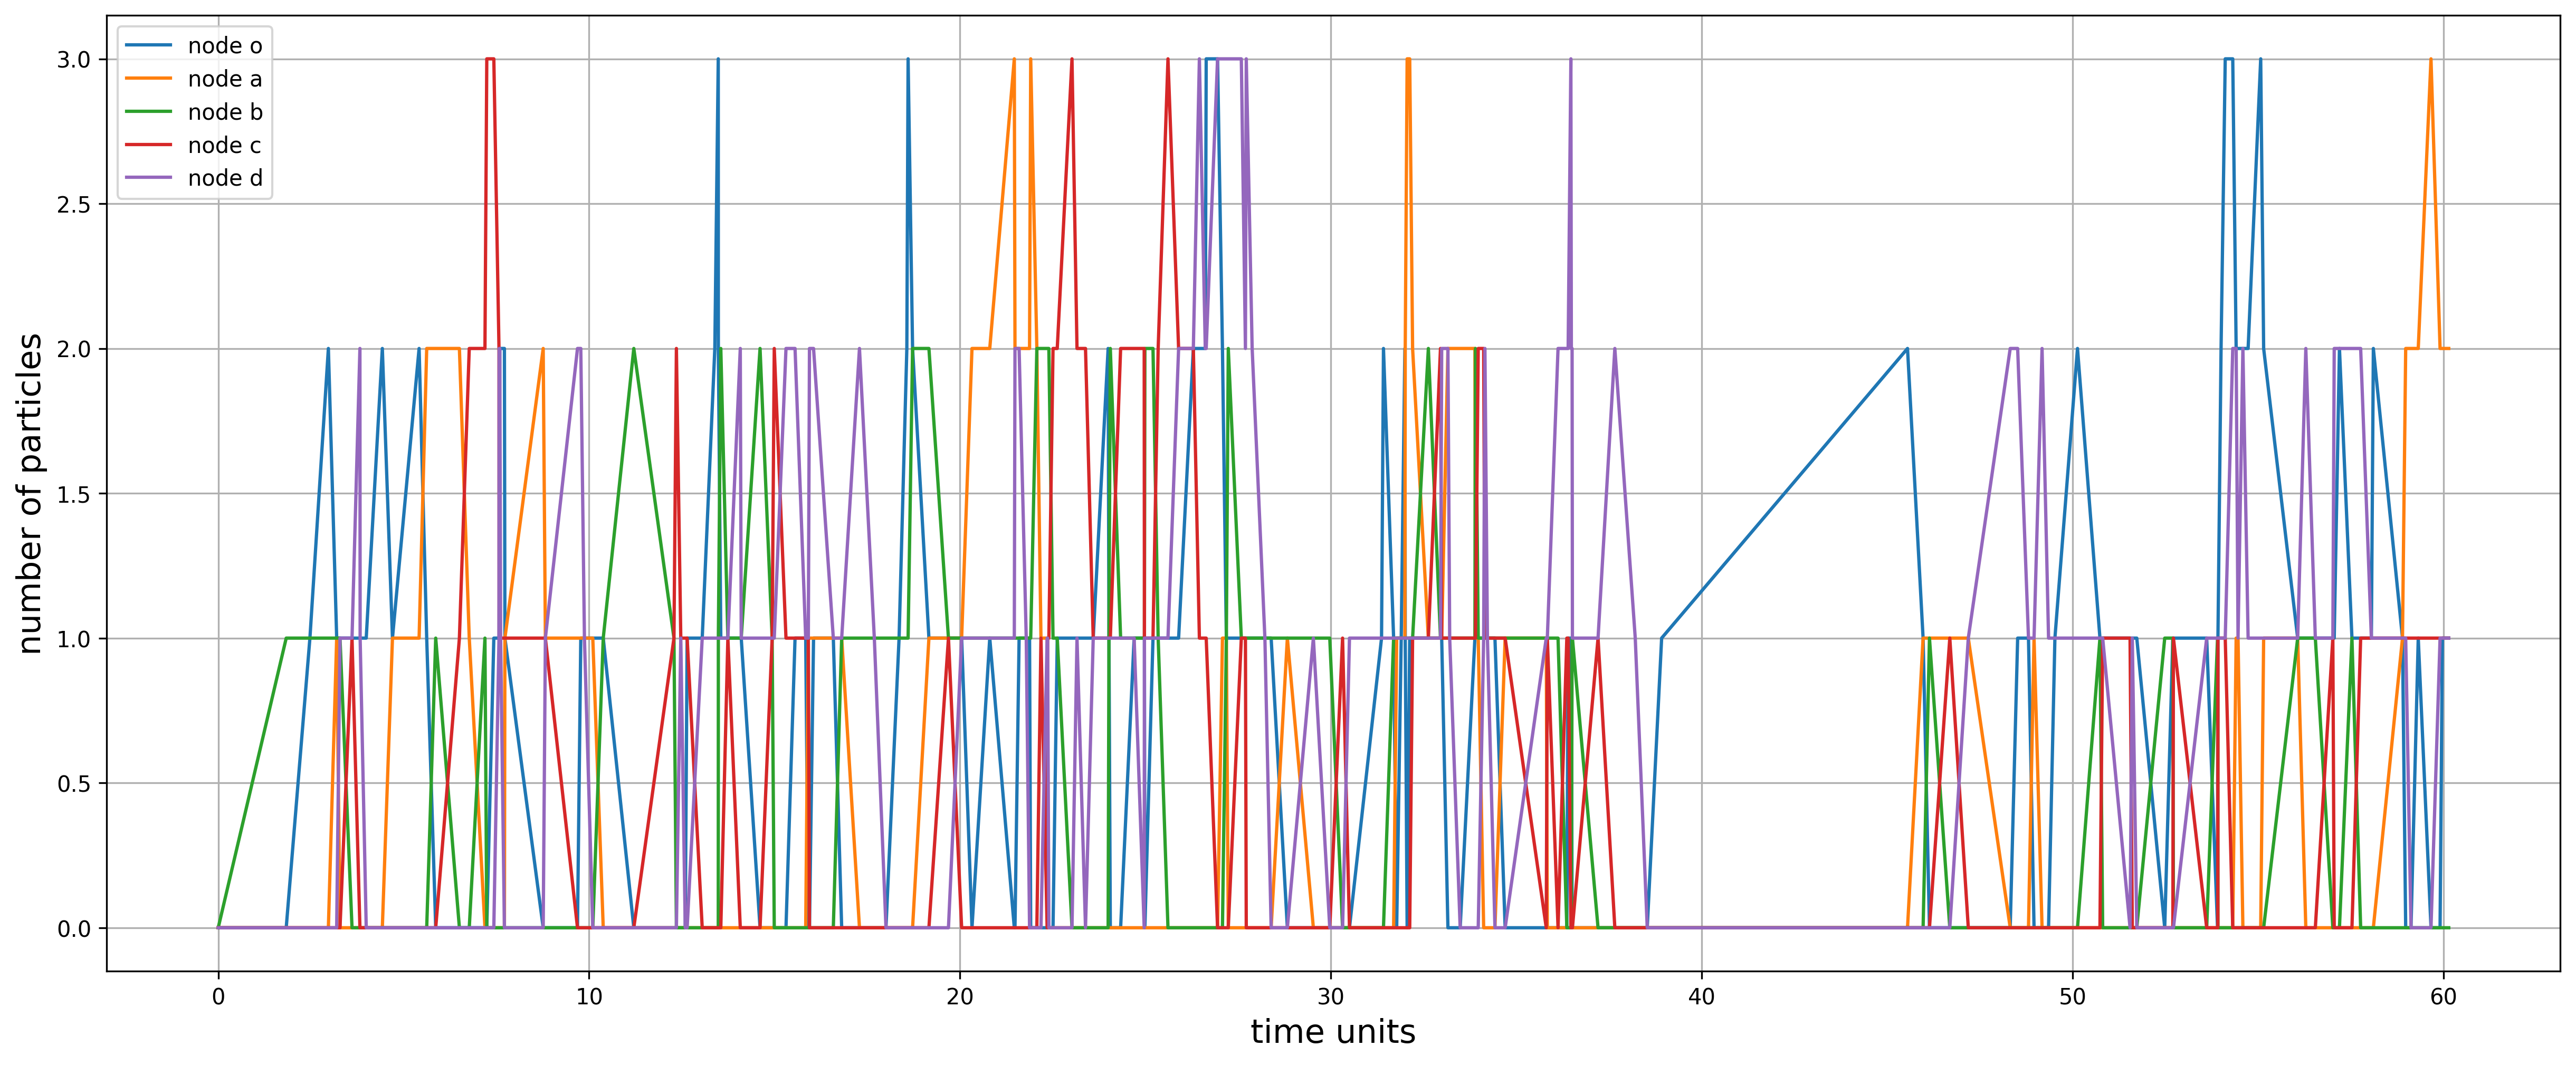 node o
node a
node b
node c
node d
3.0
2.5
2.0
1.5
1.0
0.5
0.0
number of particles
0 10 20 30 40 50 60
time units